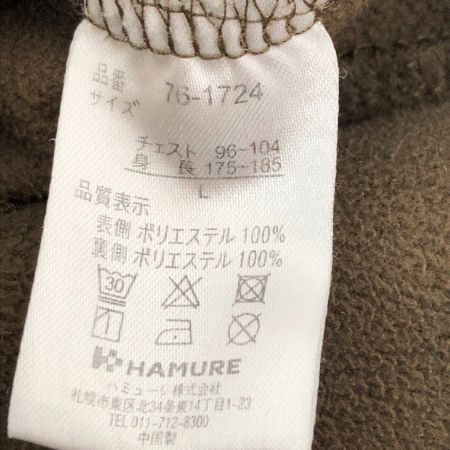 品番 76-1724
サイズ
チェスト 96~104
身長 175~185
L
品質表示
表側 ポリエステル 100%
裏側 ポリエステル 100%
30
HAMURE
ハミューレ株式会社
札幌市東区北34条東14丁目1-23
TEL 011-712-8300
中国製